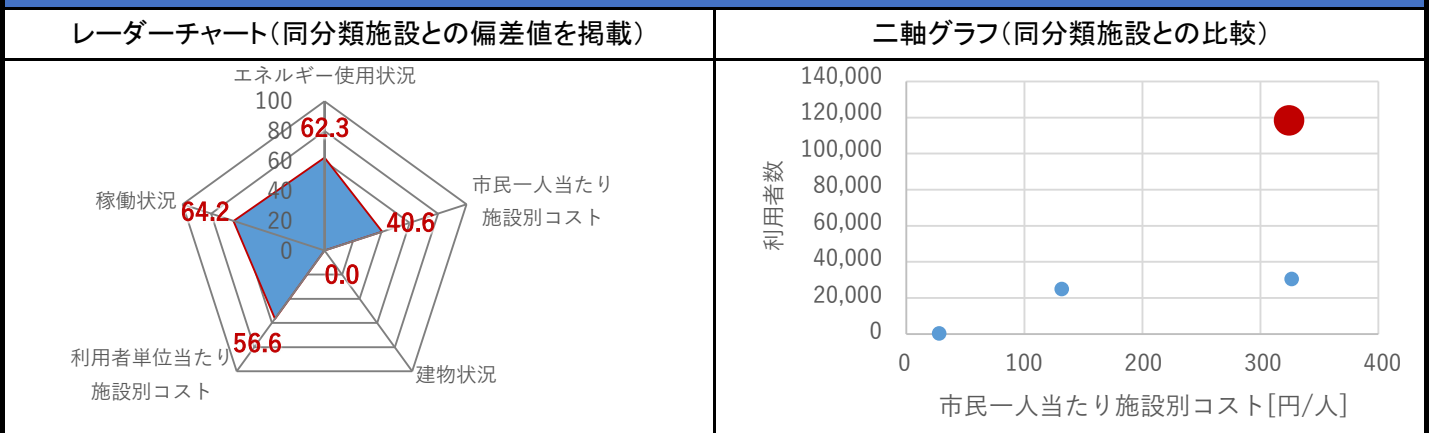 レーダーチャート(同分類施設との偏差値を掲載)
エネルギー使用状況
100
80
60
40
20
0
62.3
市民一人当たり
施設別コスト
40.6
稼働状況
64.2
0.0
56.6
利用者単位当たり
施設別コスト
建物状況
二軸グラフ(同分類施設との比較)
140,000
120,000
100,000
80,000
60,000
40,000
20,000
0
利用者数
0
100
200
300
400
市民一人当たり施設別コスト[円/人]